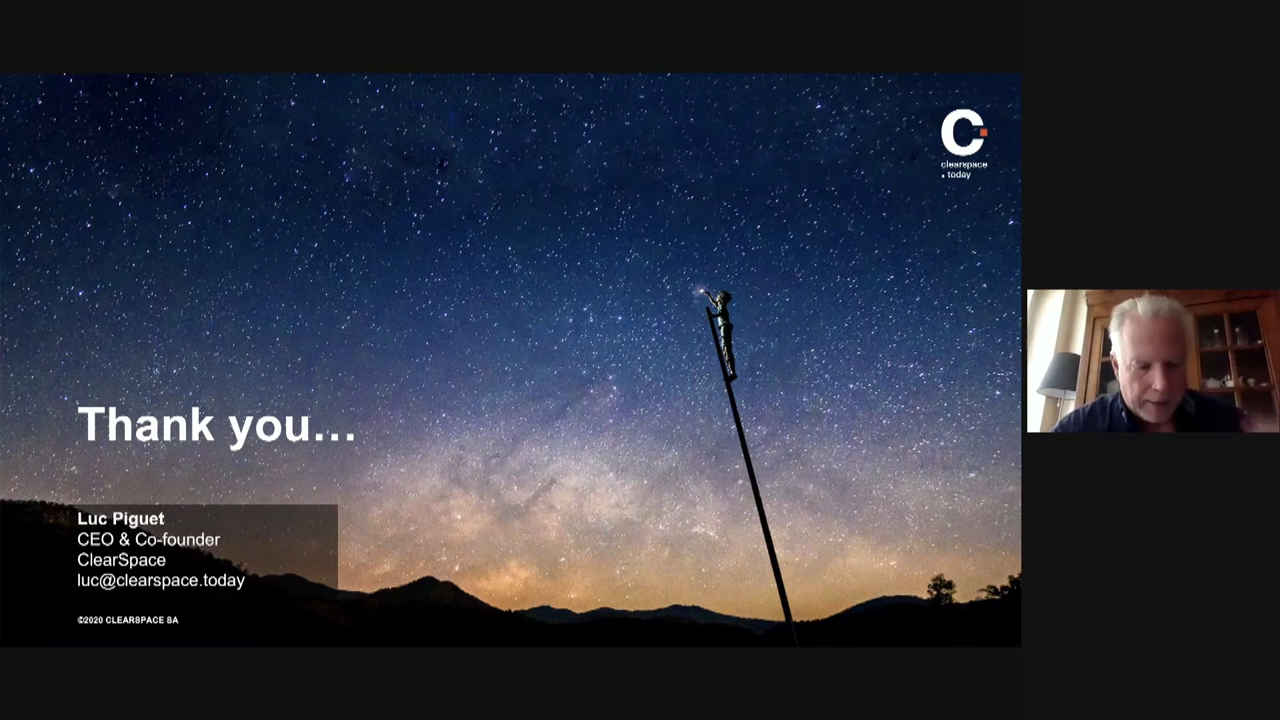 clearspace
. today
Thank you...
Luc Piguet
CEO & Co-founder
ClearSpace
luc@clearspace.today
©2020 CLEARSPACE SA